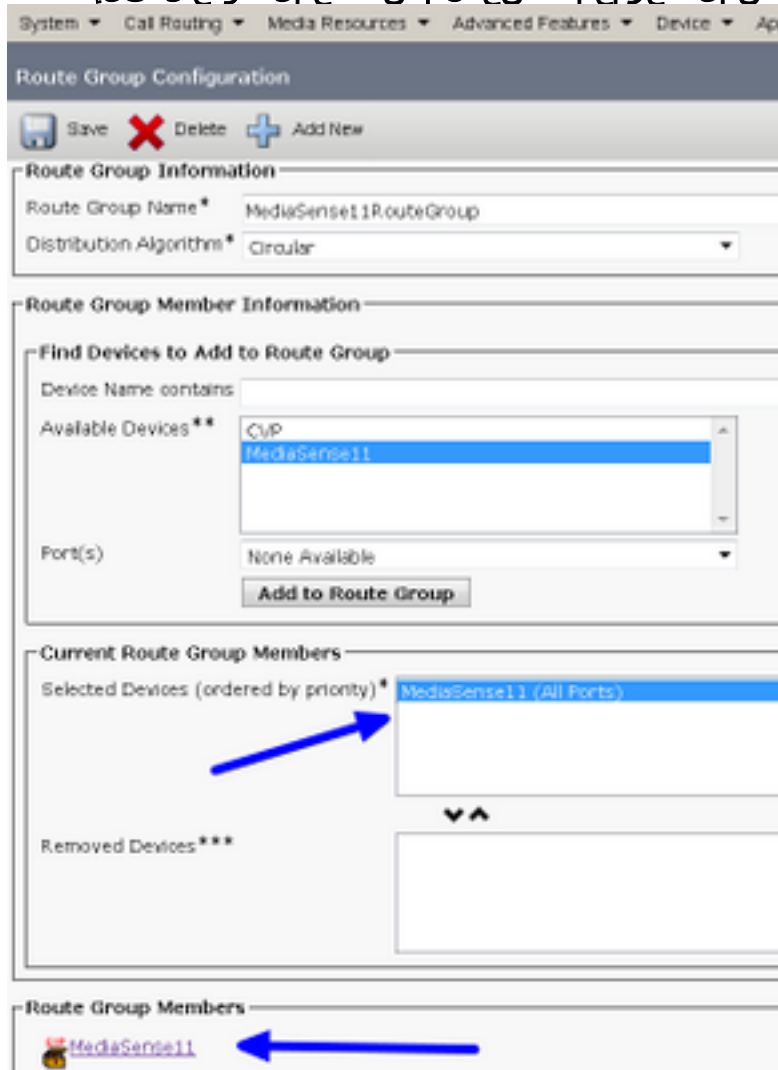 System Call Routing Media Resources Advanced Features Device
Route Group Configuration
Save Delete Add New
Route Group Information
Route Group Name* MediaSense11RouteGroup
Distribution Algorithm* Circular
Route Group Member Information
Find Devices to Add to Route Group
Device Name contains
Available Devices** CVP
MediaSense11
Port(s) None Available
Add to Route Group
Current Route Group Members
Selected Devices (ordered by priority)* MediaSense11 (All Ports)
Removed Devices***
Route Group Members
MediaSense11